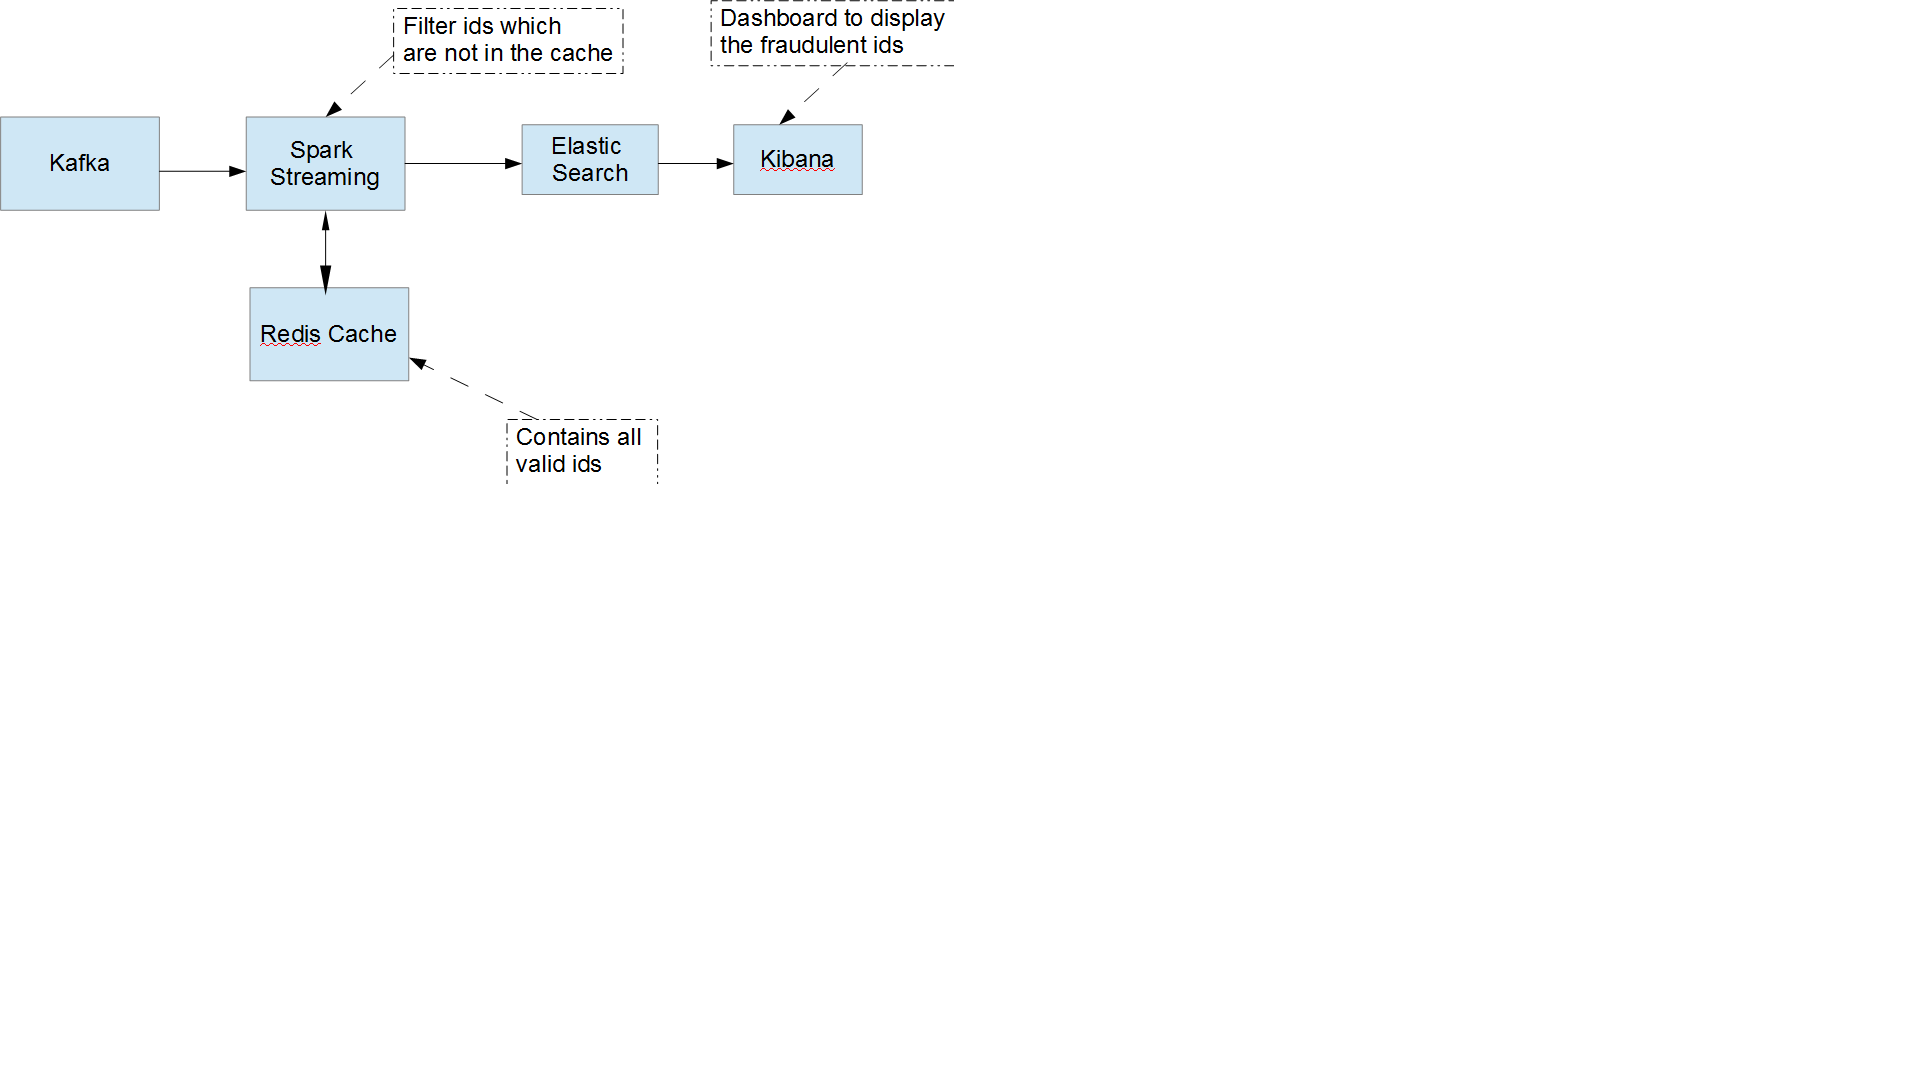 Filter ids which
are not in the cache
Dashboard to display
the fraudulent ids
Kafka
Spark
Streaming
Elastic
Search
Kibana
Redis Cache
Contains all
valid ids